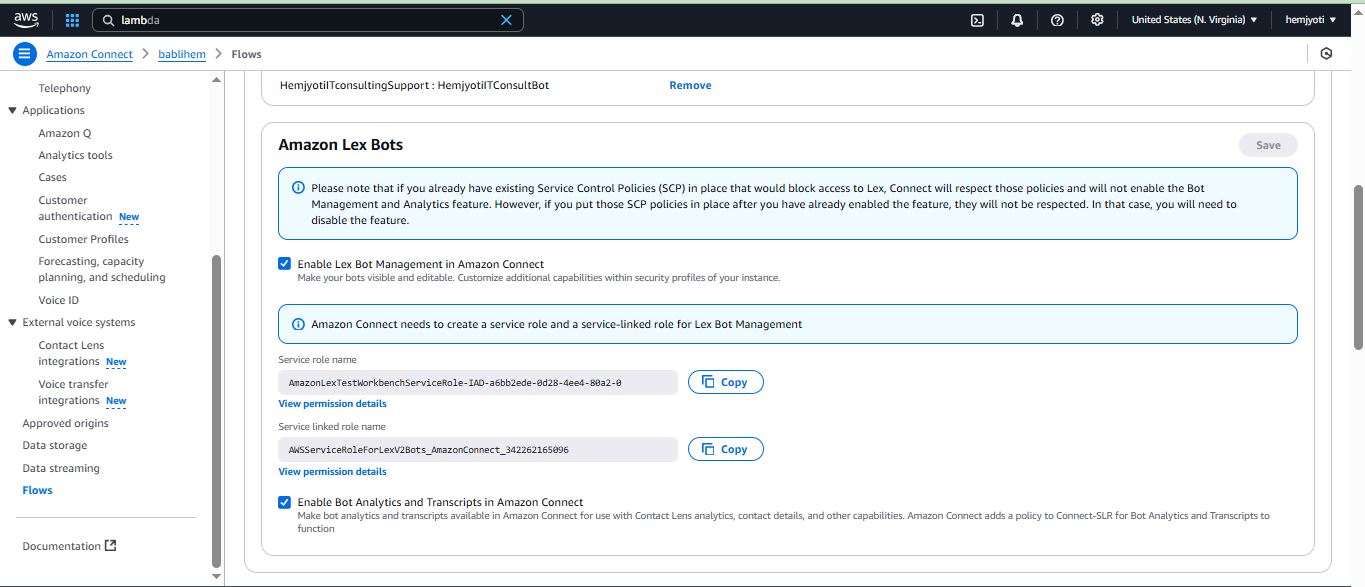 aws
lambda
United States (N. Virginia) ▼
hemjyoti ▼
Amazon Connect > bablihem > Flows
Telephony
▼ Applications
Amazon Q
Analytics tools
Cases
Customer
authentication New
Customer Profiles
Forecasting, capacity
planning, and scheduling
Voice ID
▼ External voice systems
Contact Lens
integrations New
Voice transfer
integrations New
Approved origins
Data storage
Data streaming
Flows
Documentation
HemjyotiITconsultingSupport : HemjyotiITConsultBot
Remove
Amazon Lex Bots
Save
Please note that if you already have existing Service Control Policies (SCP) in place that would block access to Lex, Connect will respect those policies and will not enable the Bot
Management and Analytics feature. However, if you put those SCP policies in place after you have already enabled the feature, they will not be respected. In that case, you will need to
disable the feature.
Enable Lex Bot Management in Amazon Connect
Make your bots visible and editable. Customize additional capabilities within security profiles of your instance.
Amazon Connect needs to create a service role and a service-linked role for Lex Bot Management
Service role name
AmazonLexTestWorkbenchServiceRole-IAD-a6bb2ede-0d28-4ee4-80a2-0
Copy
View permission details
Service linked role name
AWSServiceRoleForLexV2Bots_AmazonConnect_342262165096
Copy
View permission details
Enable Bot Analytics and Transcripts in Amazon Connect
Make bot analytics and transcripts available in Amazon Connect for use with Contact Lens analytics, contact details, and other capabilities. Amazon Connect adds a policy to Connect-SLR for Bot Analytics and Transcripts to
function